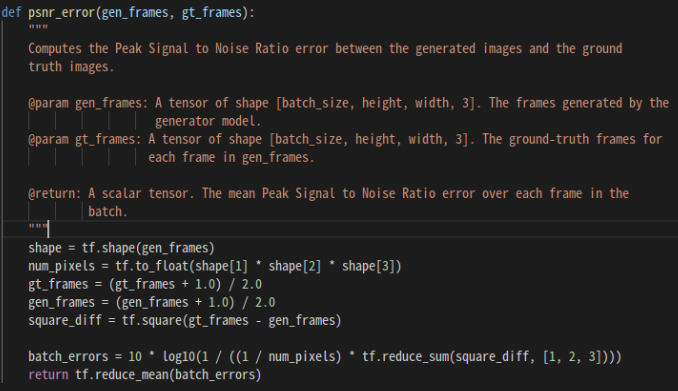 def psnr_error(gen_frames, gt_frames):
"""
Computes the Peak Signal to Noise Ratio error between the generated images and the ground
truth images.
@param gen_frames: A tensor of shape [batch_size, height, width, 3]. The frames generated by the
generator model.
@param gt_frames: A tensor of shape [batch_size, height, width, 3]. The ground-truth frames for
each frame in gen_frames.
@return: A scalar tensor. The mean Peak Signal to Noise Ratio error over each frame in the
batch.
"""
shape = tf.shape(gen_frames)
num_pixels = tf.to_float(shape[1] * shape[2] * shape[3])
gt_frames = (gt_frames + 1.0) / 2.0
gen_frames = (gen_frames + 1.0) / 2.0
square_diff = tf.square(gt_frames - gen_frames)
batch_errors = 10 * log10(1 / ((1 / num_pixels) * tf.reduce_sum(square_diff, [1, 2, 3])))
return tf.reduce_mean(batch_errors)